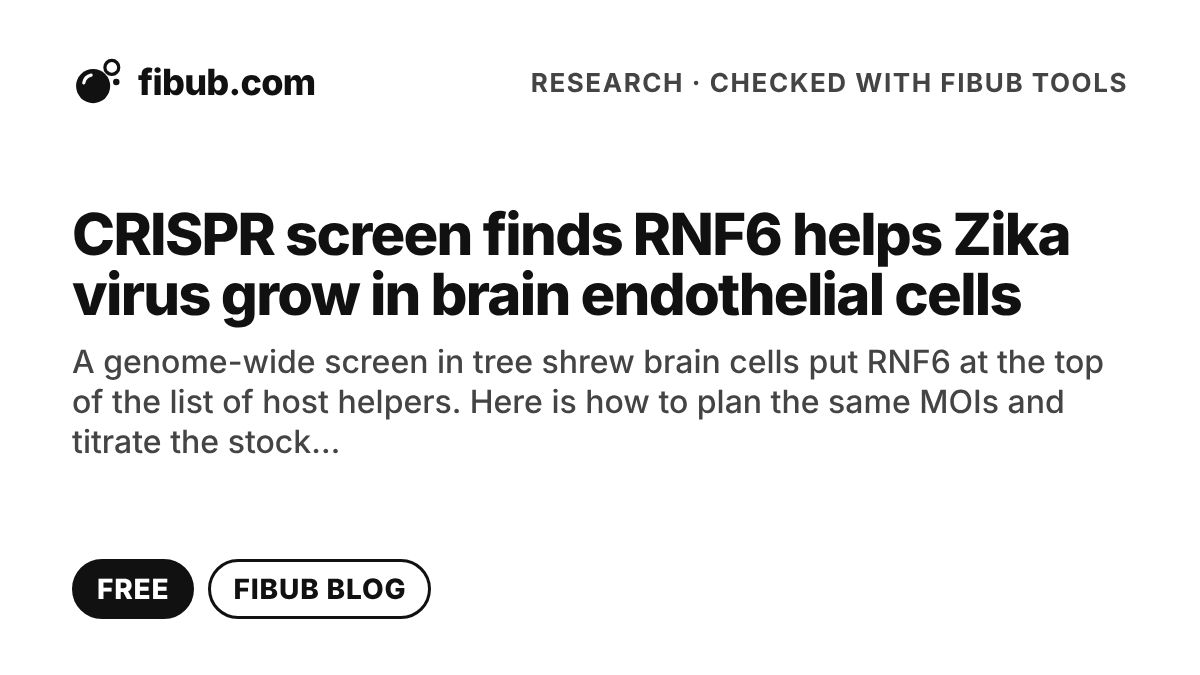 fibub.com
RESEARCH · CHECKED WITH FIBUB TOOLS
CRISPR screen finds RNF6 helps Zika
virus grow in brain endothelial cells
A genome-wide screen in tree shrew brain cells put RNF6 at the top
of the list of host helpers. Here is how to plan the same MOIs and
titrate the stock…
FREE
FIBUB BLOG